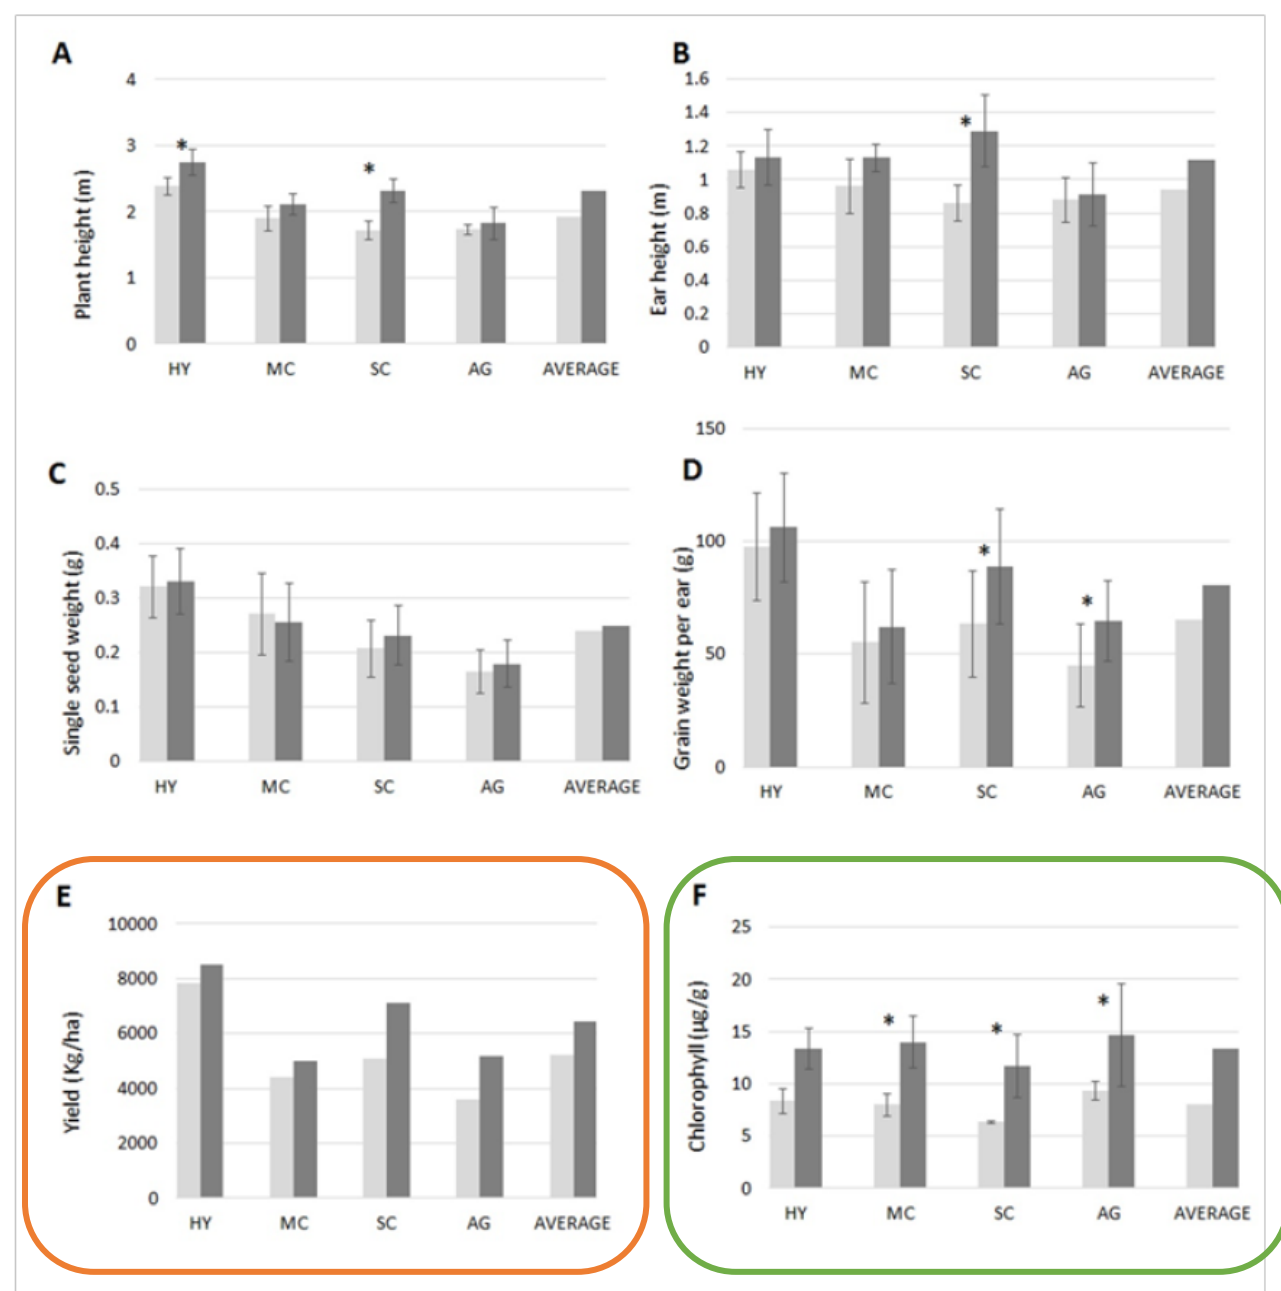 A
Plant height (m)
4
3
2
1
0
*
*
HY MC SC AG AVERAGE
B
Ear height (m)
1.6
1.4
1.2
1
0.8
0.6
0.4
0.2
0
*
HY MC SC AG AVERAGE
C
Single seed weight (g)
0.5
0.4
0.3
0.2
0.1
0
HY MC SC AG AVERAGE
D
Grain weight per ear (g)
150
100
50
0
*
*
HY MC SC AG AVERAGE
E
Yield (Kg/ha)
10000
8000
6000
4000
2000
0
HY MC SC AG AVERAGE
F
Chlorophyll (µg/g)
25
20
15
10
5
0
*
*
*
HY MC SC AG AVERAGE